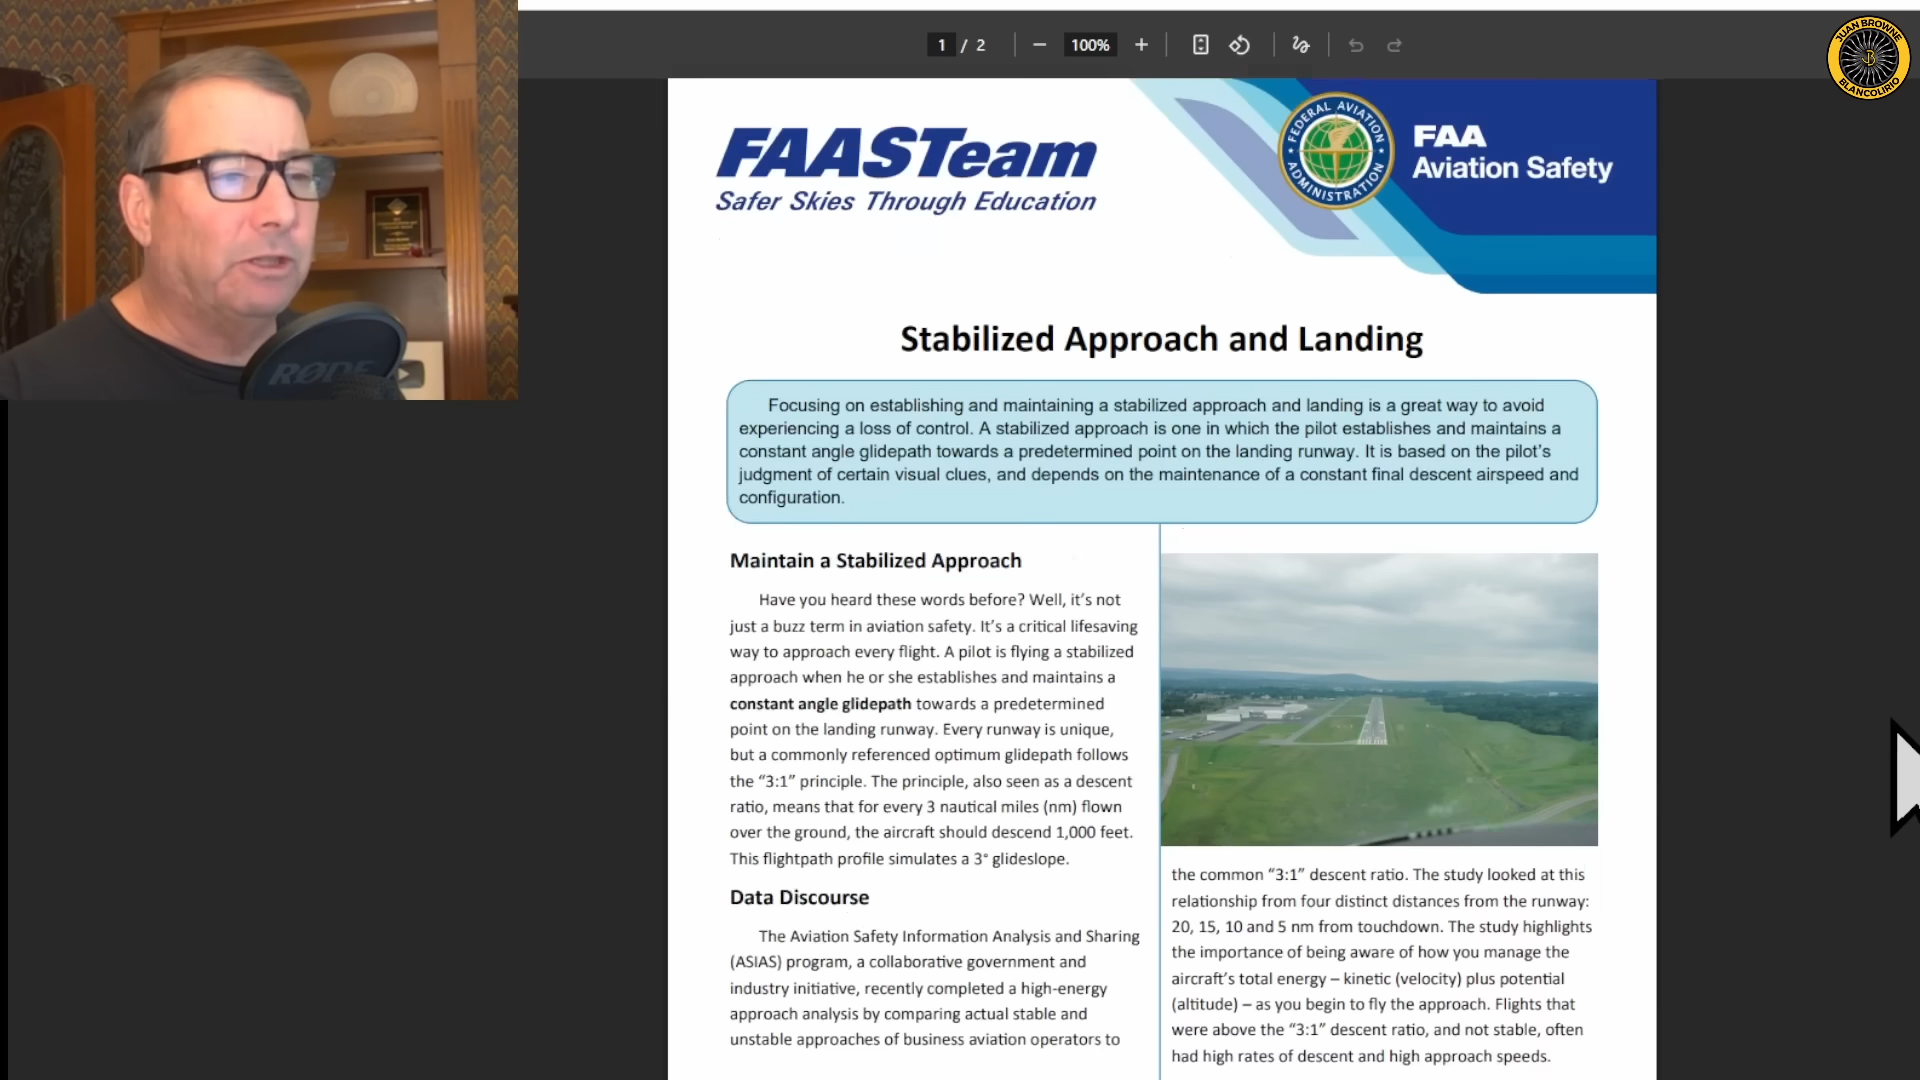 1 / 2
100%
JUAN BROWNE
BLANCOLIRIO
FAASTeam
Safer Skies Through Education
FEDERAL AVIATION
ADMINISTRATION
FAA
Aviation Safety
RØDE
Stabilized Approach and Landing
Focusing on establishing and maintaining a stabilized approach and landing is a great way to avoid
experiencing a loss of control. A stabilized approach is one in which the pilot establishes and maintains a
constant angle glidepath towards a predetermined point on the landing runway. It is based on the pilot's
judgment of certain visual clues, and depends on the maintenance of a constant final descent airspeed and
configuration.
Maintain a Stabilized Approach
Have you heard these words before? Well, it's not
just a buzz term in aviation safety. It's a critical lifesaving
way to approach every flight. A pilot is flying a stabilized
approach when he or she establishes and maintains a
constant angle glidepath towards a predetermined
point on the landing runway. Every runway is unique,
but a commonly referenced optimum glidepath follows
the “3:1” principle. The principle, also seen as a descent
ratio, means that for every 3 nautical miles (nm) flown
over the ground, the aircraft should descend 1,000 feet.
This flightpath profile simulates a 3° glideslope.
Data Discourse
The Aviation Safety Information Analysis and Sharing
(ASIAS) program, a collaborative government and
industry initiative, recently completed a high-energy
approach analysis by comparing actual stable and
unstable approaches of business aviation operators to
the common “3:1” descent ratio. The study looked at this
relationship from four distinct distances from the runway:
20, 15, 10 and 5 nm from touchdown. The study highlights
the importance of being aware of how you manage the
aircraft's total energy – kinetic (velocity) plus potential
(altitude) – as you begin to fly the approach. Flights that
were above the “3:1” descent ratio, and not stable, often
had high rates of descent and high approach speeds.